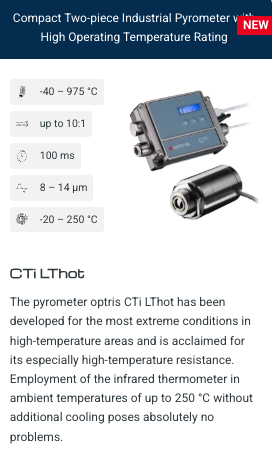 Compact Two-piece Industrial Pyrometer with
High Operating Temperature Rating
NEW
-40 – 975 °C
up to 10:1
100 ms
8 – 14 µm
-20 – 250 °C
CTi LThot
The pyrometer optris CTi LThot has been
developed for the most extreme conditions in
high-temperature areas and is acclaimed for
its especially high-temperature resistance.
Employment of the infrared thermometer in
ambient temperatures of up to 250 °C without
additional cooling poses absolutely no
problems.